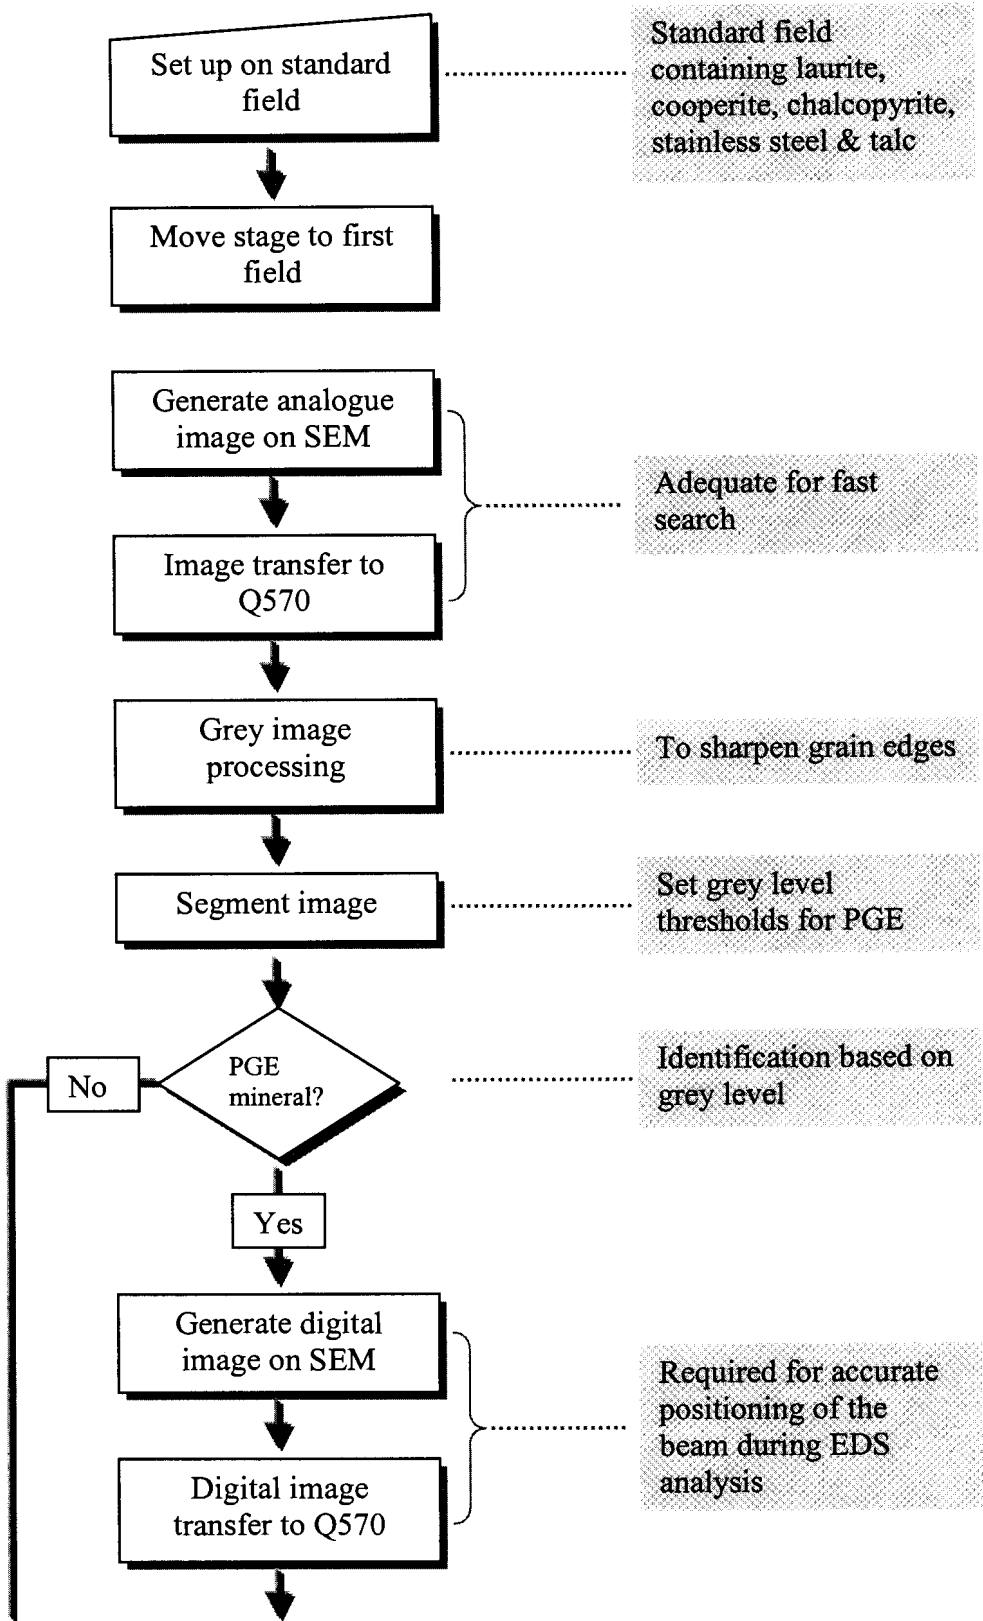 Set up on standard
field
Standard field
containing laurite,
cooperite, chalcopyrite,
stainless steel & talc
Move stage to first
field
Generate analogue
image on SEM
Adequate for fast
search
Image transfer to
Q570
Grey image
processing
To sharpen grain edges
Segment image
Set grey level
thresholds for PGE
PGE
mineral?
Identification based on
grey level
No
Yes
Generate digital
image on SEM
Required for accurate
positioning of the
beam during EDS
analysis
Digital image
transfer to Q570